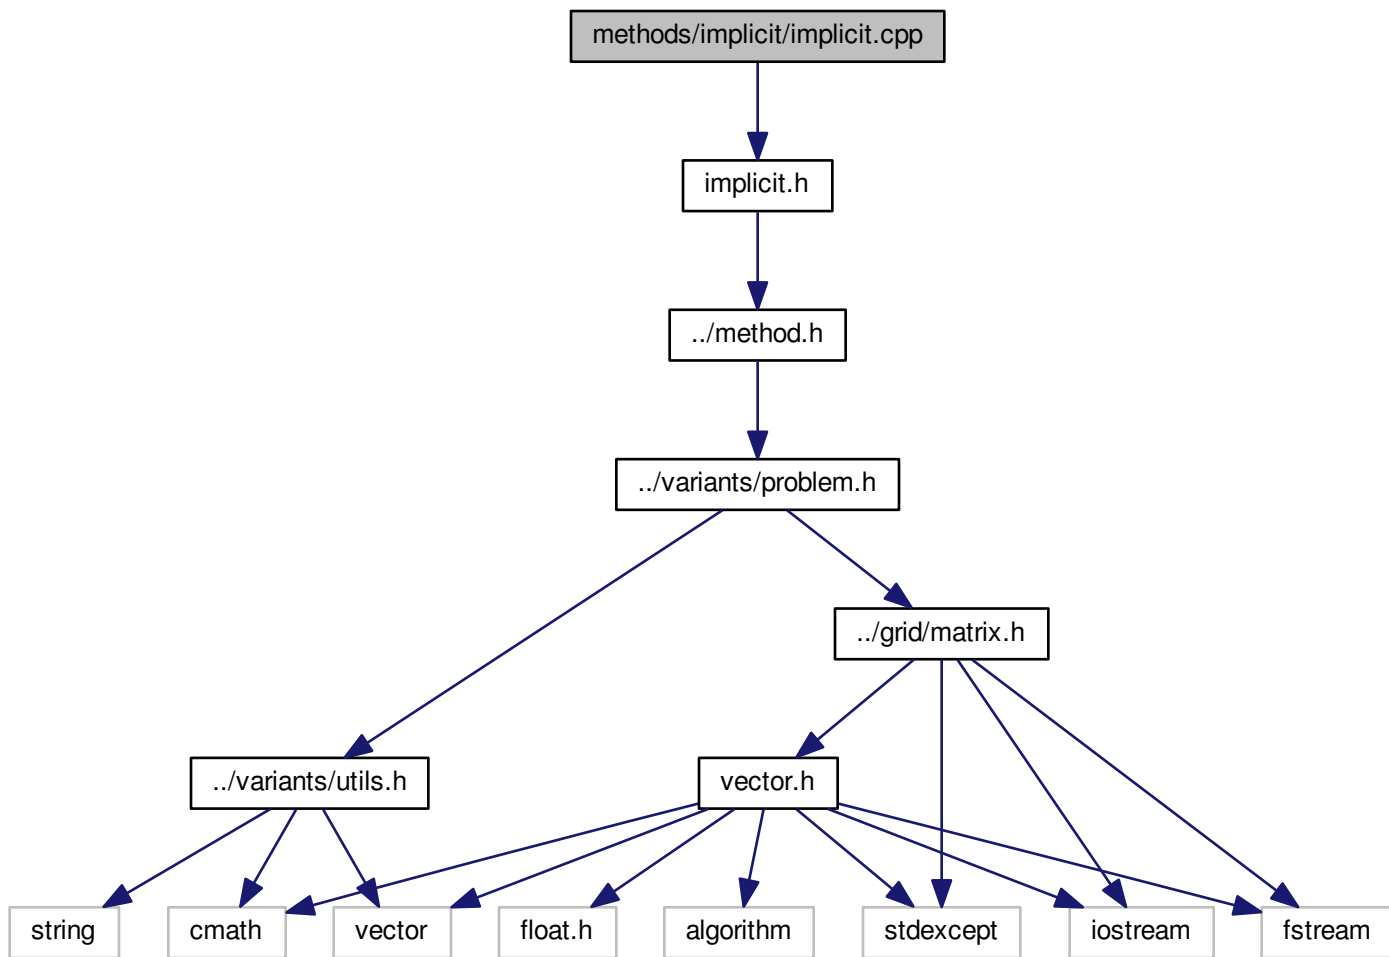 methods/implicit/implicit.cpp
implicit.h
../method.h
../variants/problem.h
../grid/matrix.h
../variants/utils.h
vector.h
string
cmath
vector
float.h
algorithm
stdexcept
iostream
fstream